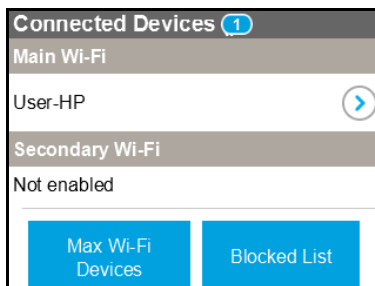 Connected Devices 1
Main Wi-Fi
User-HP
Secondary Wi-Fi
Not enabled
Max Wi-Fi
Devices
Blocked List